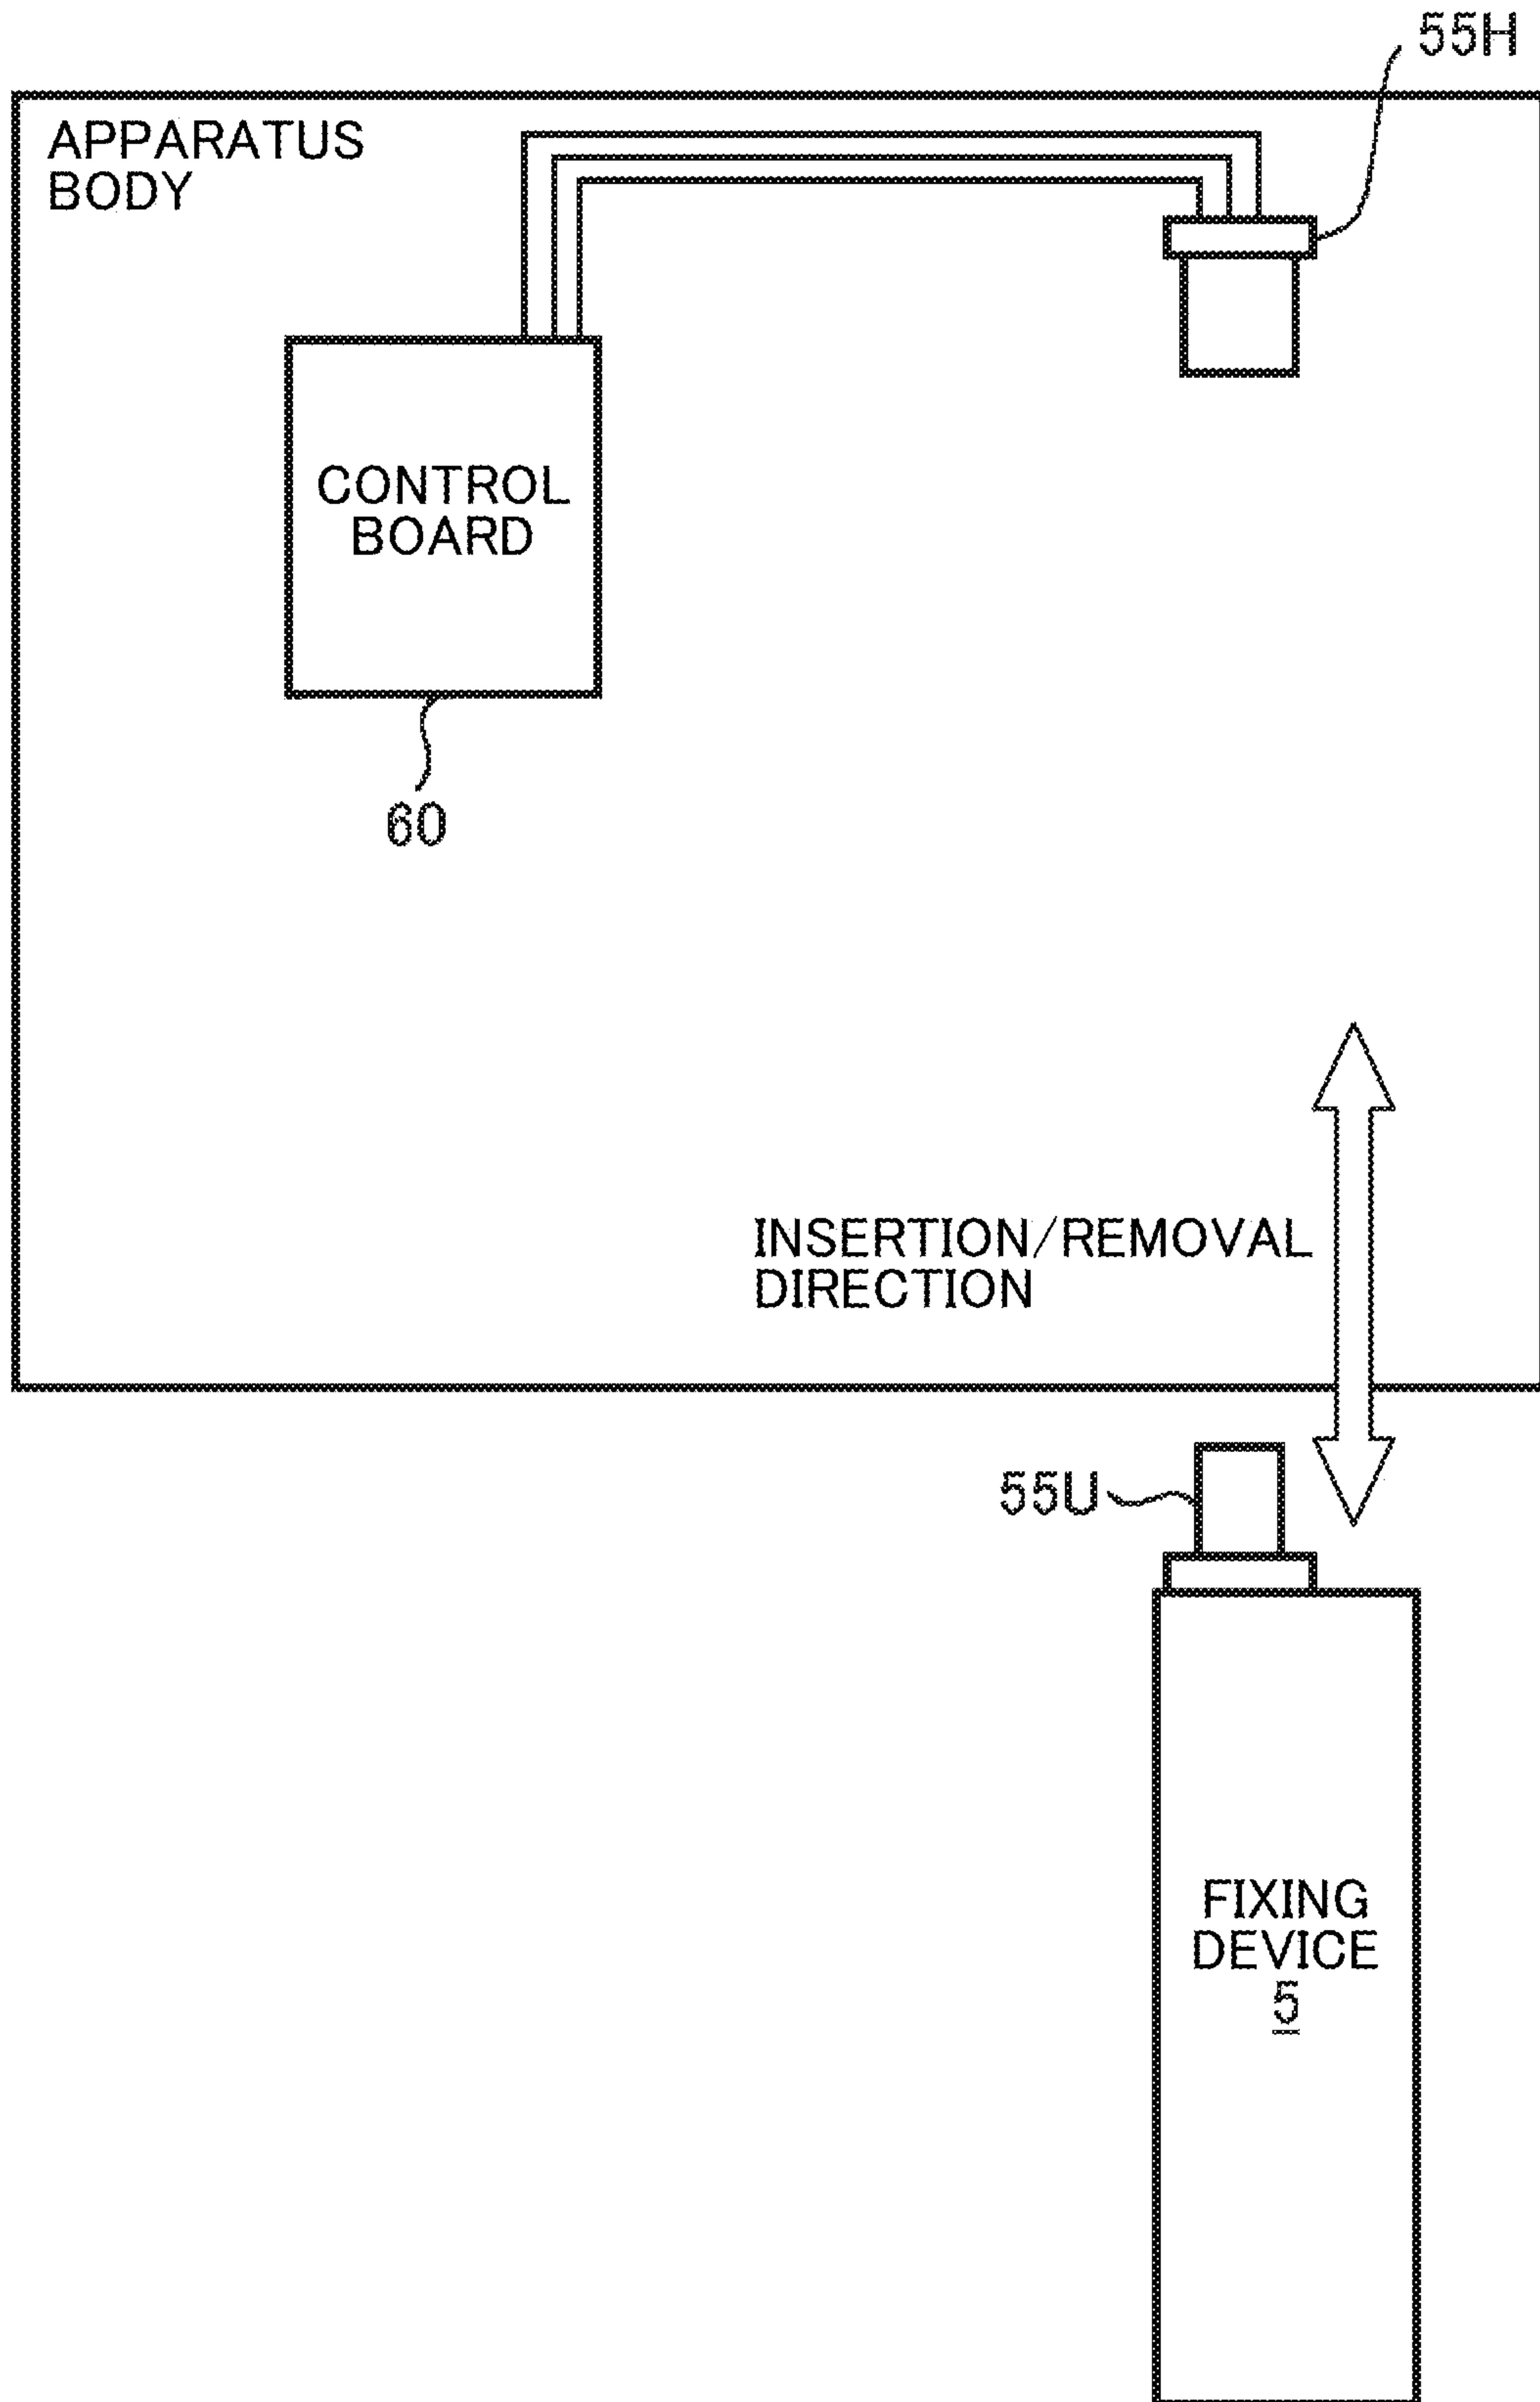 55H
APPARATUS
BODY
CONTROL
BOARD
60
INSERTION/REMOVAL
DIRECTION
55U
FIXING
DEVICE
5